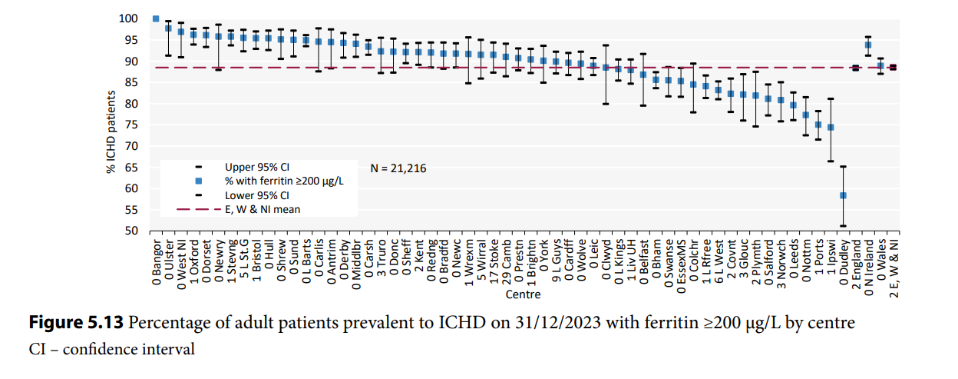 100
95
90
85
80
75
70
65
60
55
50
% ICHD patients
Upper 95% CI
% with ferritin ≥200 µg/L
Lower 95% CI
E, W & NI mean
N = 21,216
0 Bangor
0 Ulster
0 West NI
1 Oxford
0 Dorset
0 Newry
1 Stevng
5 L St.G
1 Bristol
0 Hull
0 Shrew
0 Sund
0 L Barts
0 Carlis
0 Antrim
0 Derby
0 Middlbr
0 Carsh
3 Truro
0 Donc
0 Sheff
2 Kent
0 Redng
0 Bradfd
0 Newc
1 Wrexm
5 Wirral
17 Stoke
29 Camb
0 Prestn
1 Brightn
0 York
9 L Guys
0 Cardff
0 Wolve
0 Leic
0 Clwyd
0 L Kings
1 Liv UH
0 Belfast
0 Bham
0 Swanse
0 EssexMS
0 Colchr
1 L Rfree
6 L West
2 Covnt
3 Glouc
2 Plymth
0 Salford
3 Norwch
0 Leeds
0 Nottm
1 Ports
1 Ipswi
0 Dudley
2 England
0 N Ireland
0 Wales
2 E, W & NI
Centre
Figure 5.13 Percentage of adult patients prevalent to ICHD on 31/12/2023 with ferritin ≥200 µg/L by centre
CI – confidence interval